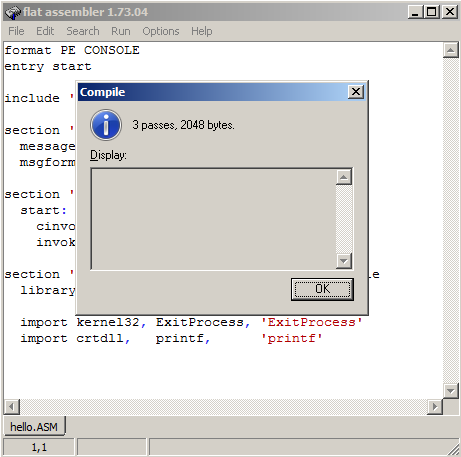 flat assembler 1.73.04
File Edit Search Run Options Help
format PE CONSOLE
entry start
include '
section '
message
msgform
section '
start:
cinvo
invok
section '
library
import kernel32, ExitProcess, 'ExitProcess'
import crtdll, printf, 'printf'
Compile
3 passes, 2048 bytes.
Display:
OK
hello.ASM
1,1